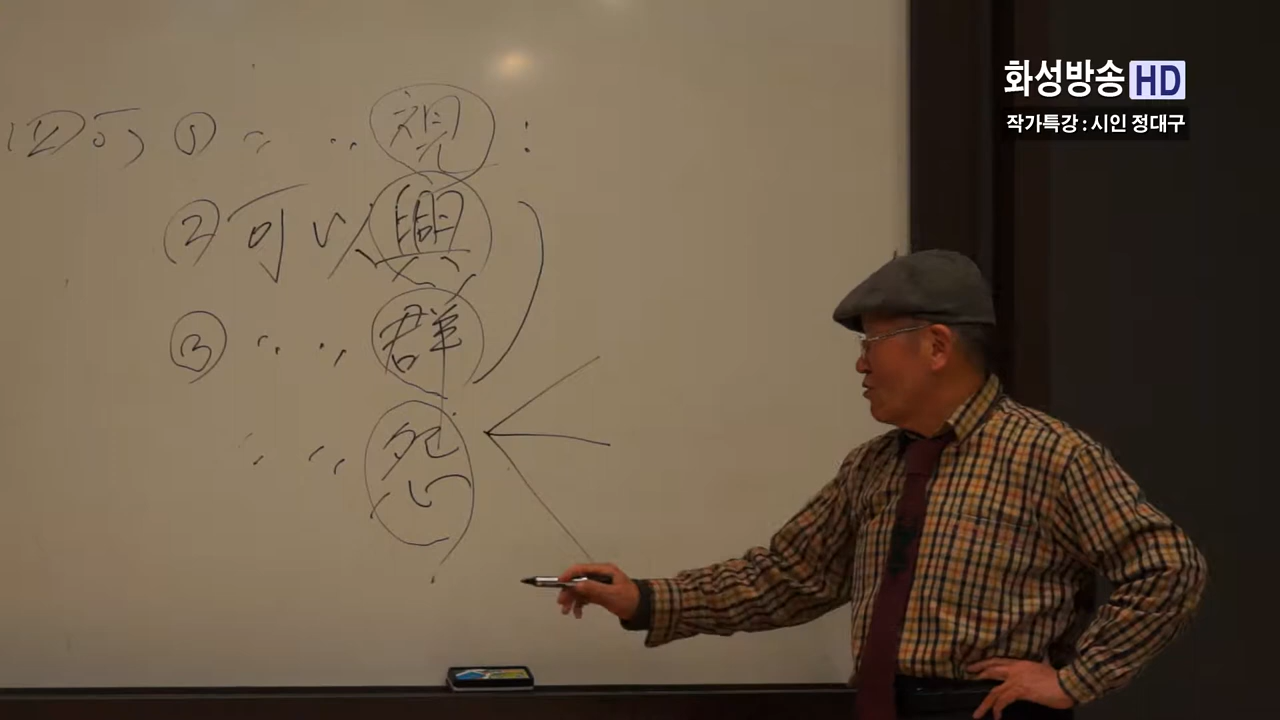 화성방송HD
작가특강 : 시인 정대구
① 〃 〃 視 :
② 可以興
③ 〃 〃 群
〃 〃 怨